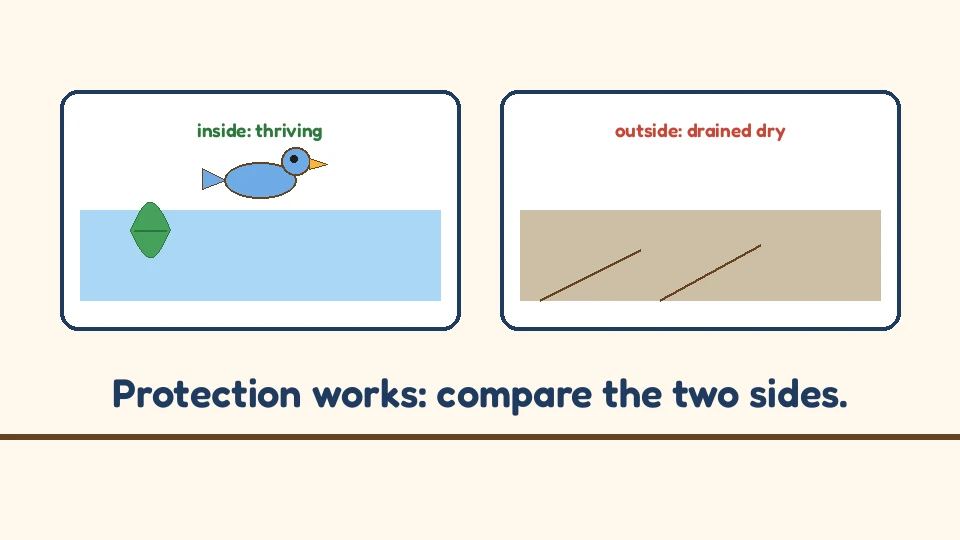 inside: thriving
outside: drained dry
Protection works: compare the two sides.